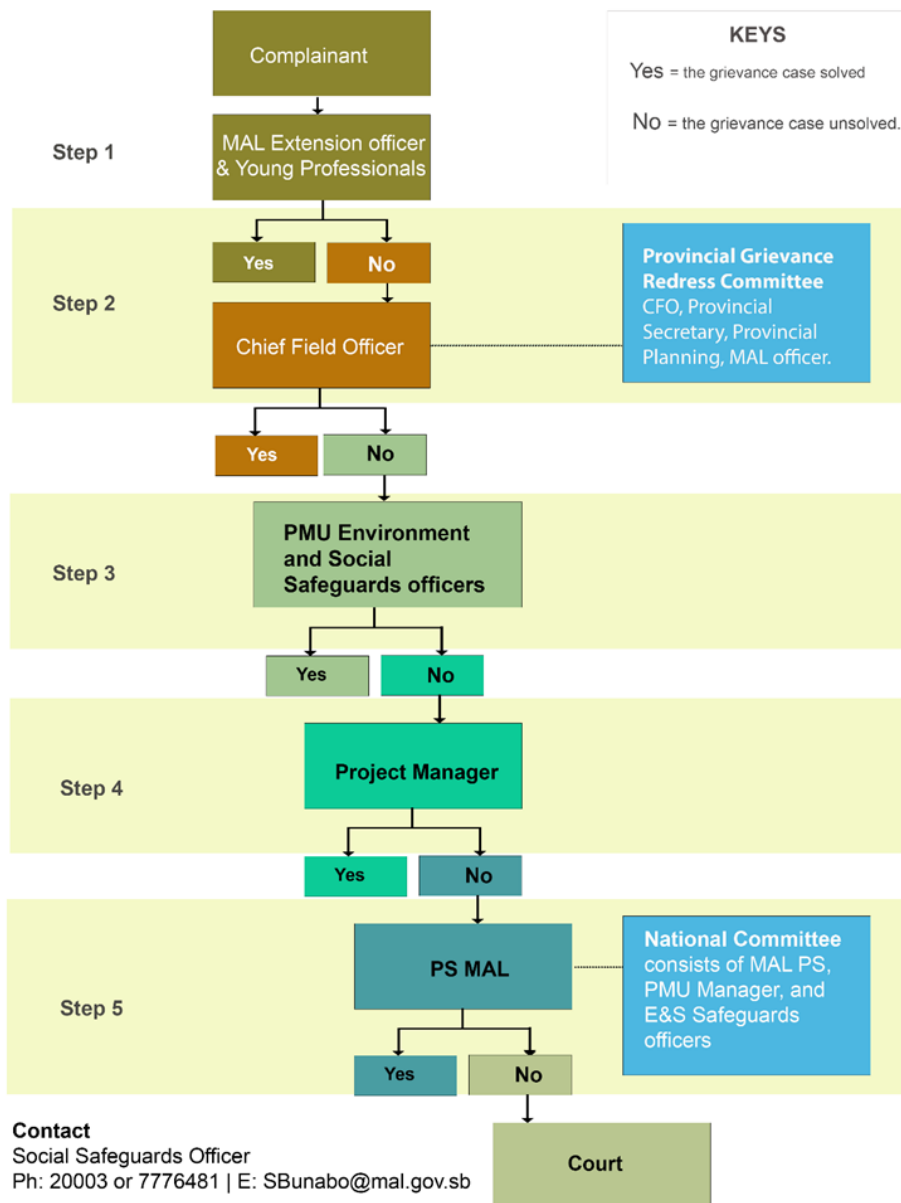 Complainant
KEYS
Yes = the grievance case solved
No = the grievance case unsolved.
Step 1
MAL Extension officer
& Young Professionals
Yes
No
Step 2
Chief Field Officer
Provincial Grievance
Redress Committee
CFO, Provincial
Secretary, Provincial
Planning, MAL officer.
Yes
No
Step 3
PMU Environment
and Social
Safeguards officers
Yes
No
Step 4
Project Manager
Yes
No
Step 5
PS MAL
National Committee
consists of MAL PS,
PMU Manager, and
E&S Safeguards
officers
Yes
No
Court
Contact
Social Safeguards Officer
Ph: 20003 or 7776481 | E: SBunabo@mal.gov.sb